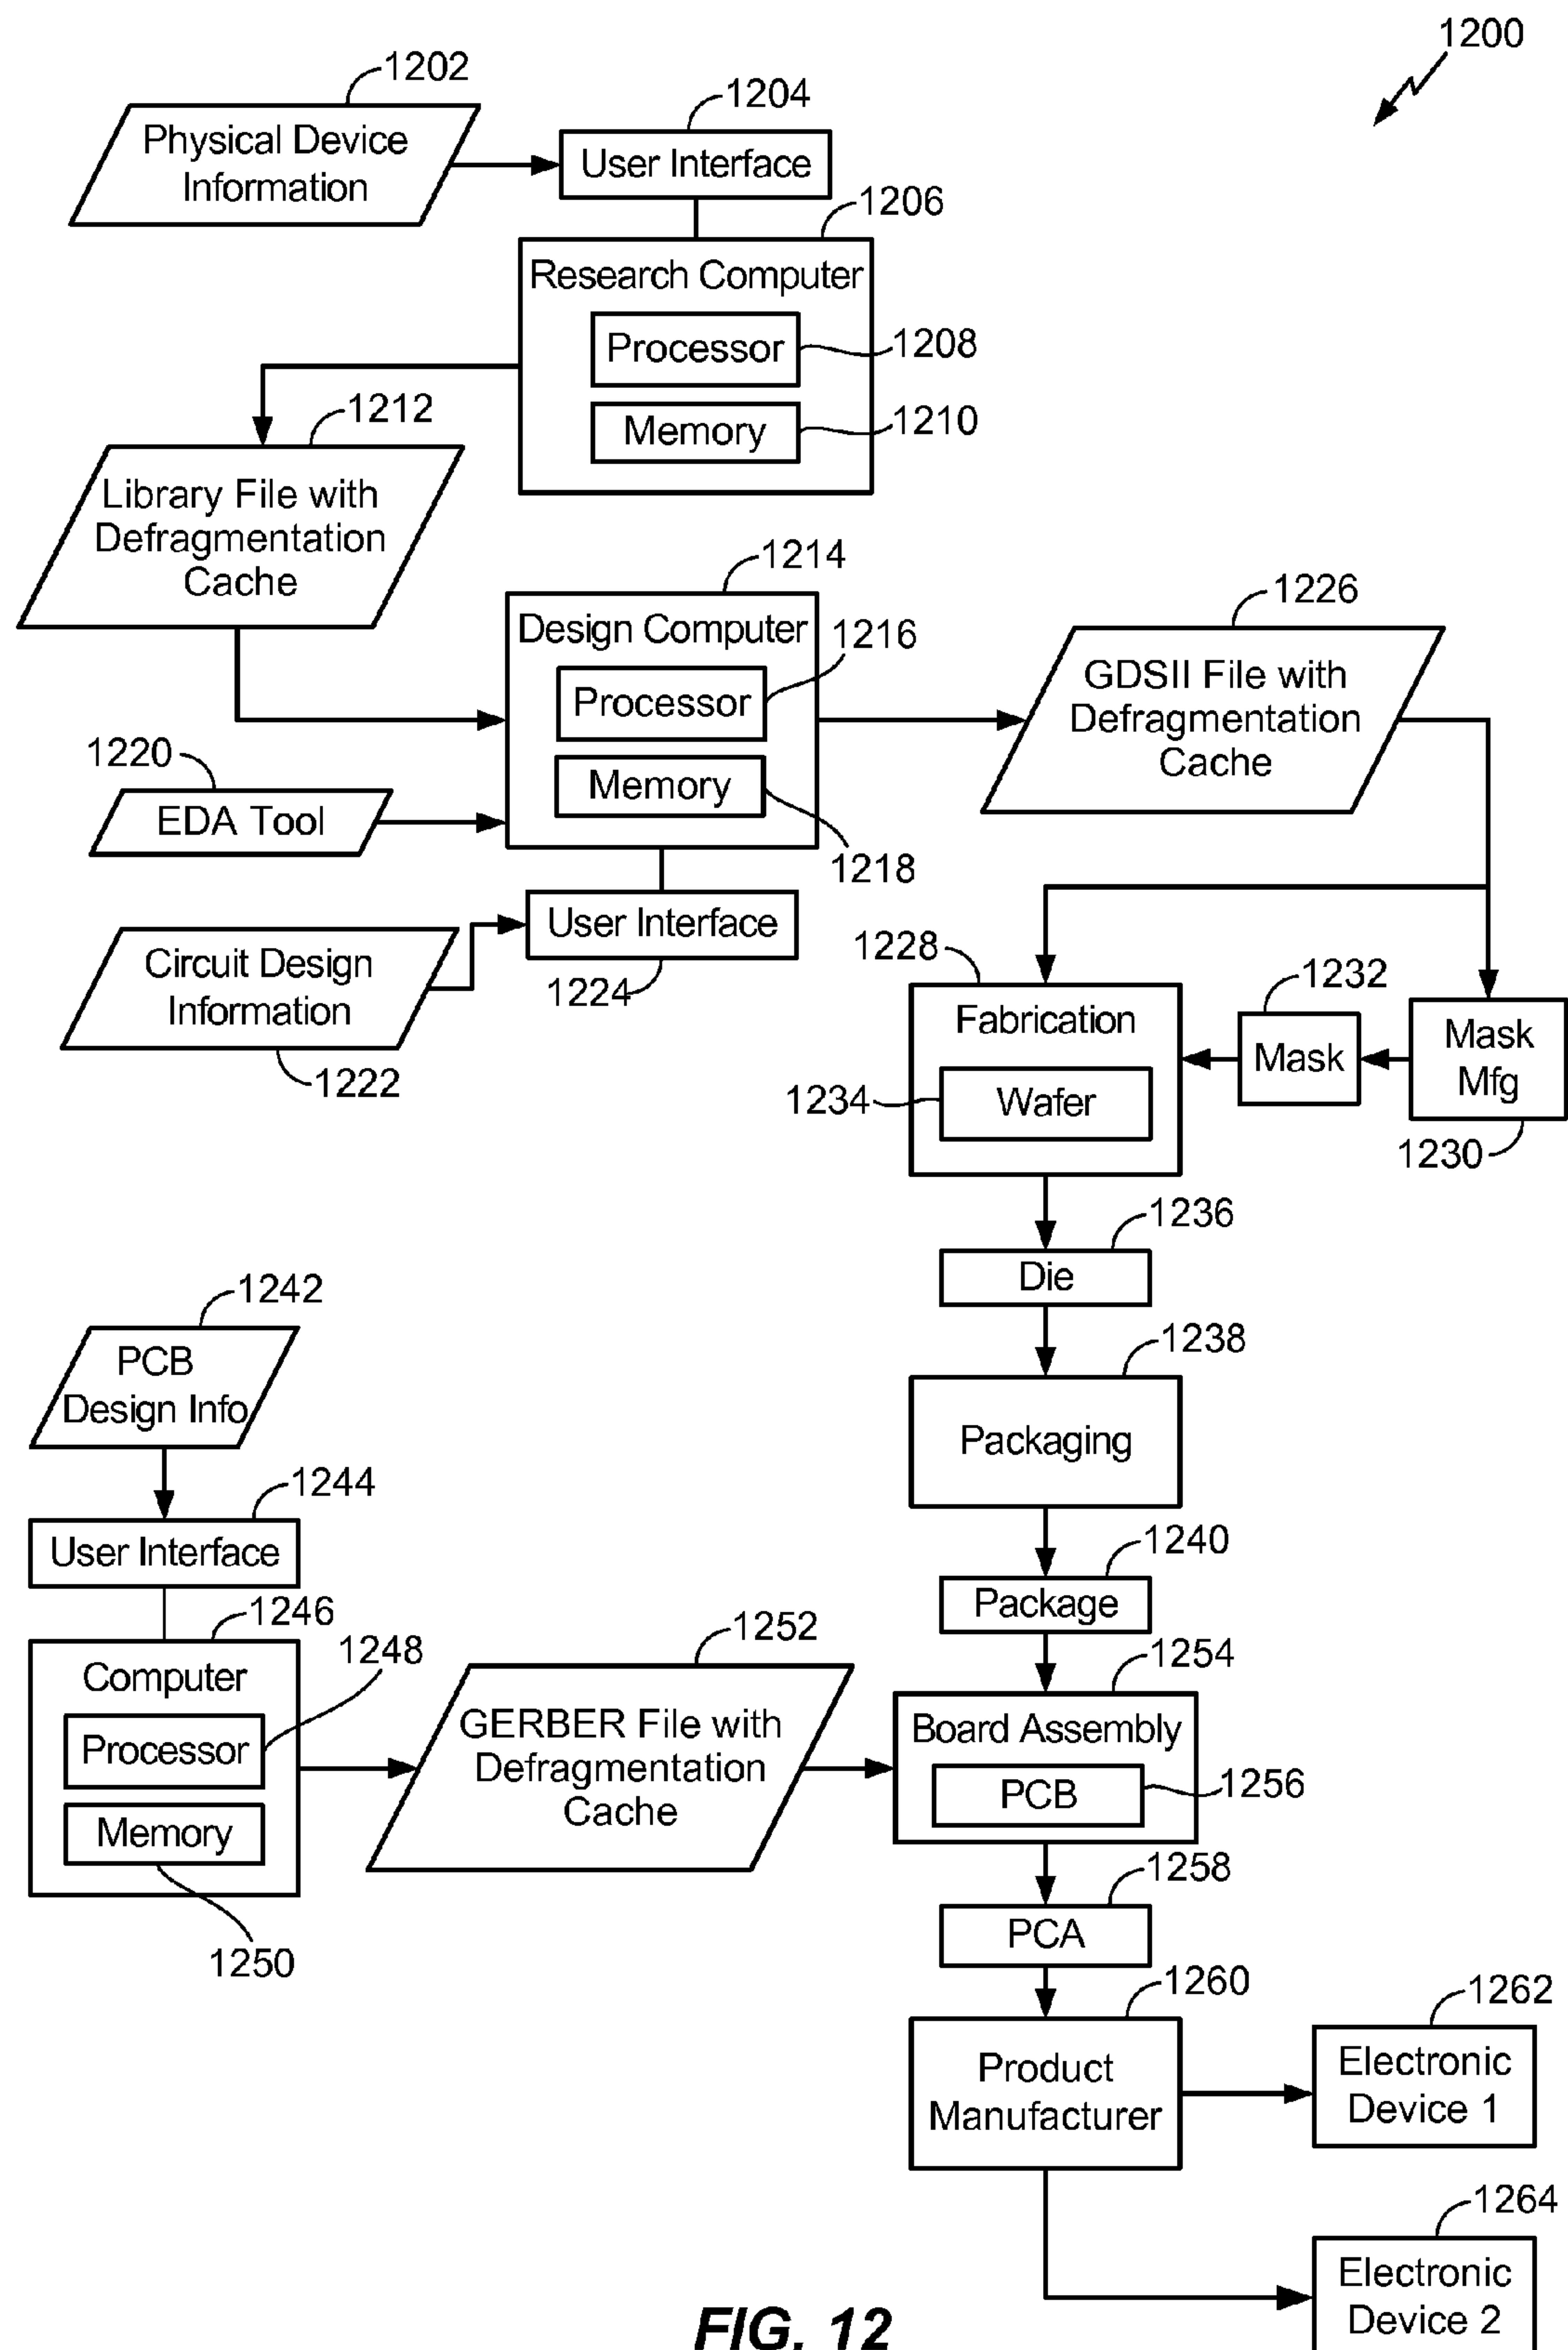 1200
1202
Physical Device
Information
1204
User Interface
1206
Research Computer
Processor
1208
Memory
1210
1212
Library File with
Defragmentation
Cache
1214
Design Computer
1216
Processor
Memory
1218
1220
EDA Tool
User Interface
1224
Circuit Design
Information
1222
1226
GDSII File with
Defragmentation
Cache
1228
Fabrication
1234
Wafer
1232
Mask
Mask
Mfg
1230
1236
Die
1238
Packaging
1240
Package
1242
PCB
Design Info
1244
User Interface
1246
Computer
1248
Processor
Memory
1250
1252
GERBER File with
Defragmentation
Cache
1254
Board Assembly
PCB
1256
1258
PCA
1260
Product
Manufacturer
1262
Electronic
Device 1
1264
Electronic
Device 2
FIG. 12